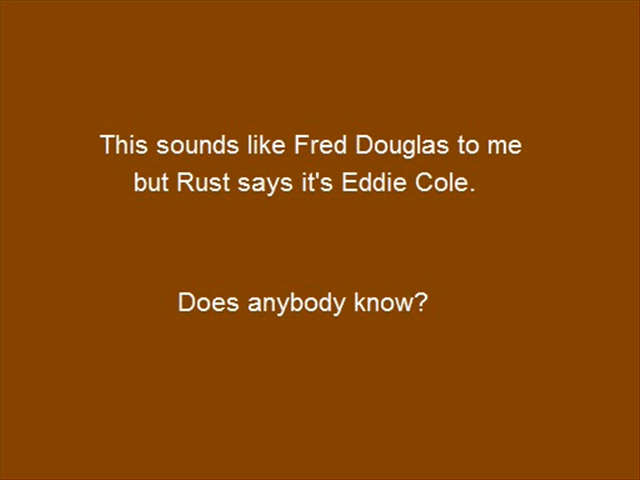 This sounds like Fred Douglas to me
but Rust says it's Eddie Cole.
Does anybody know?